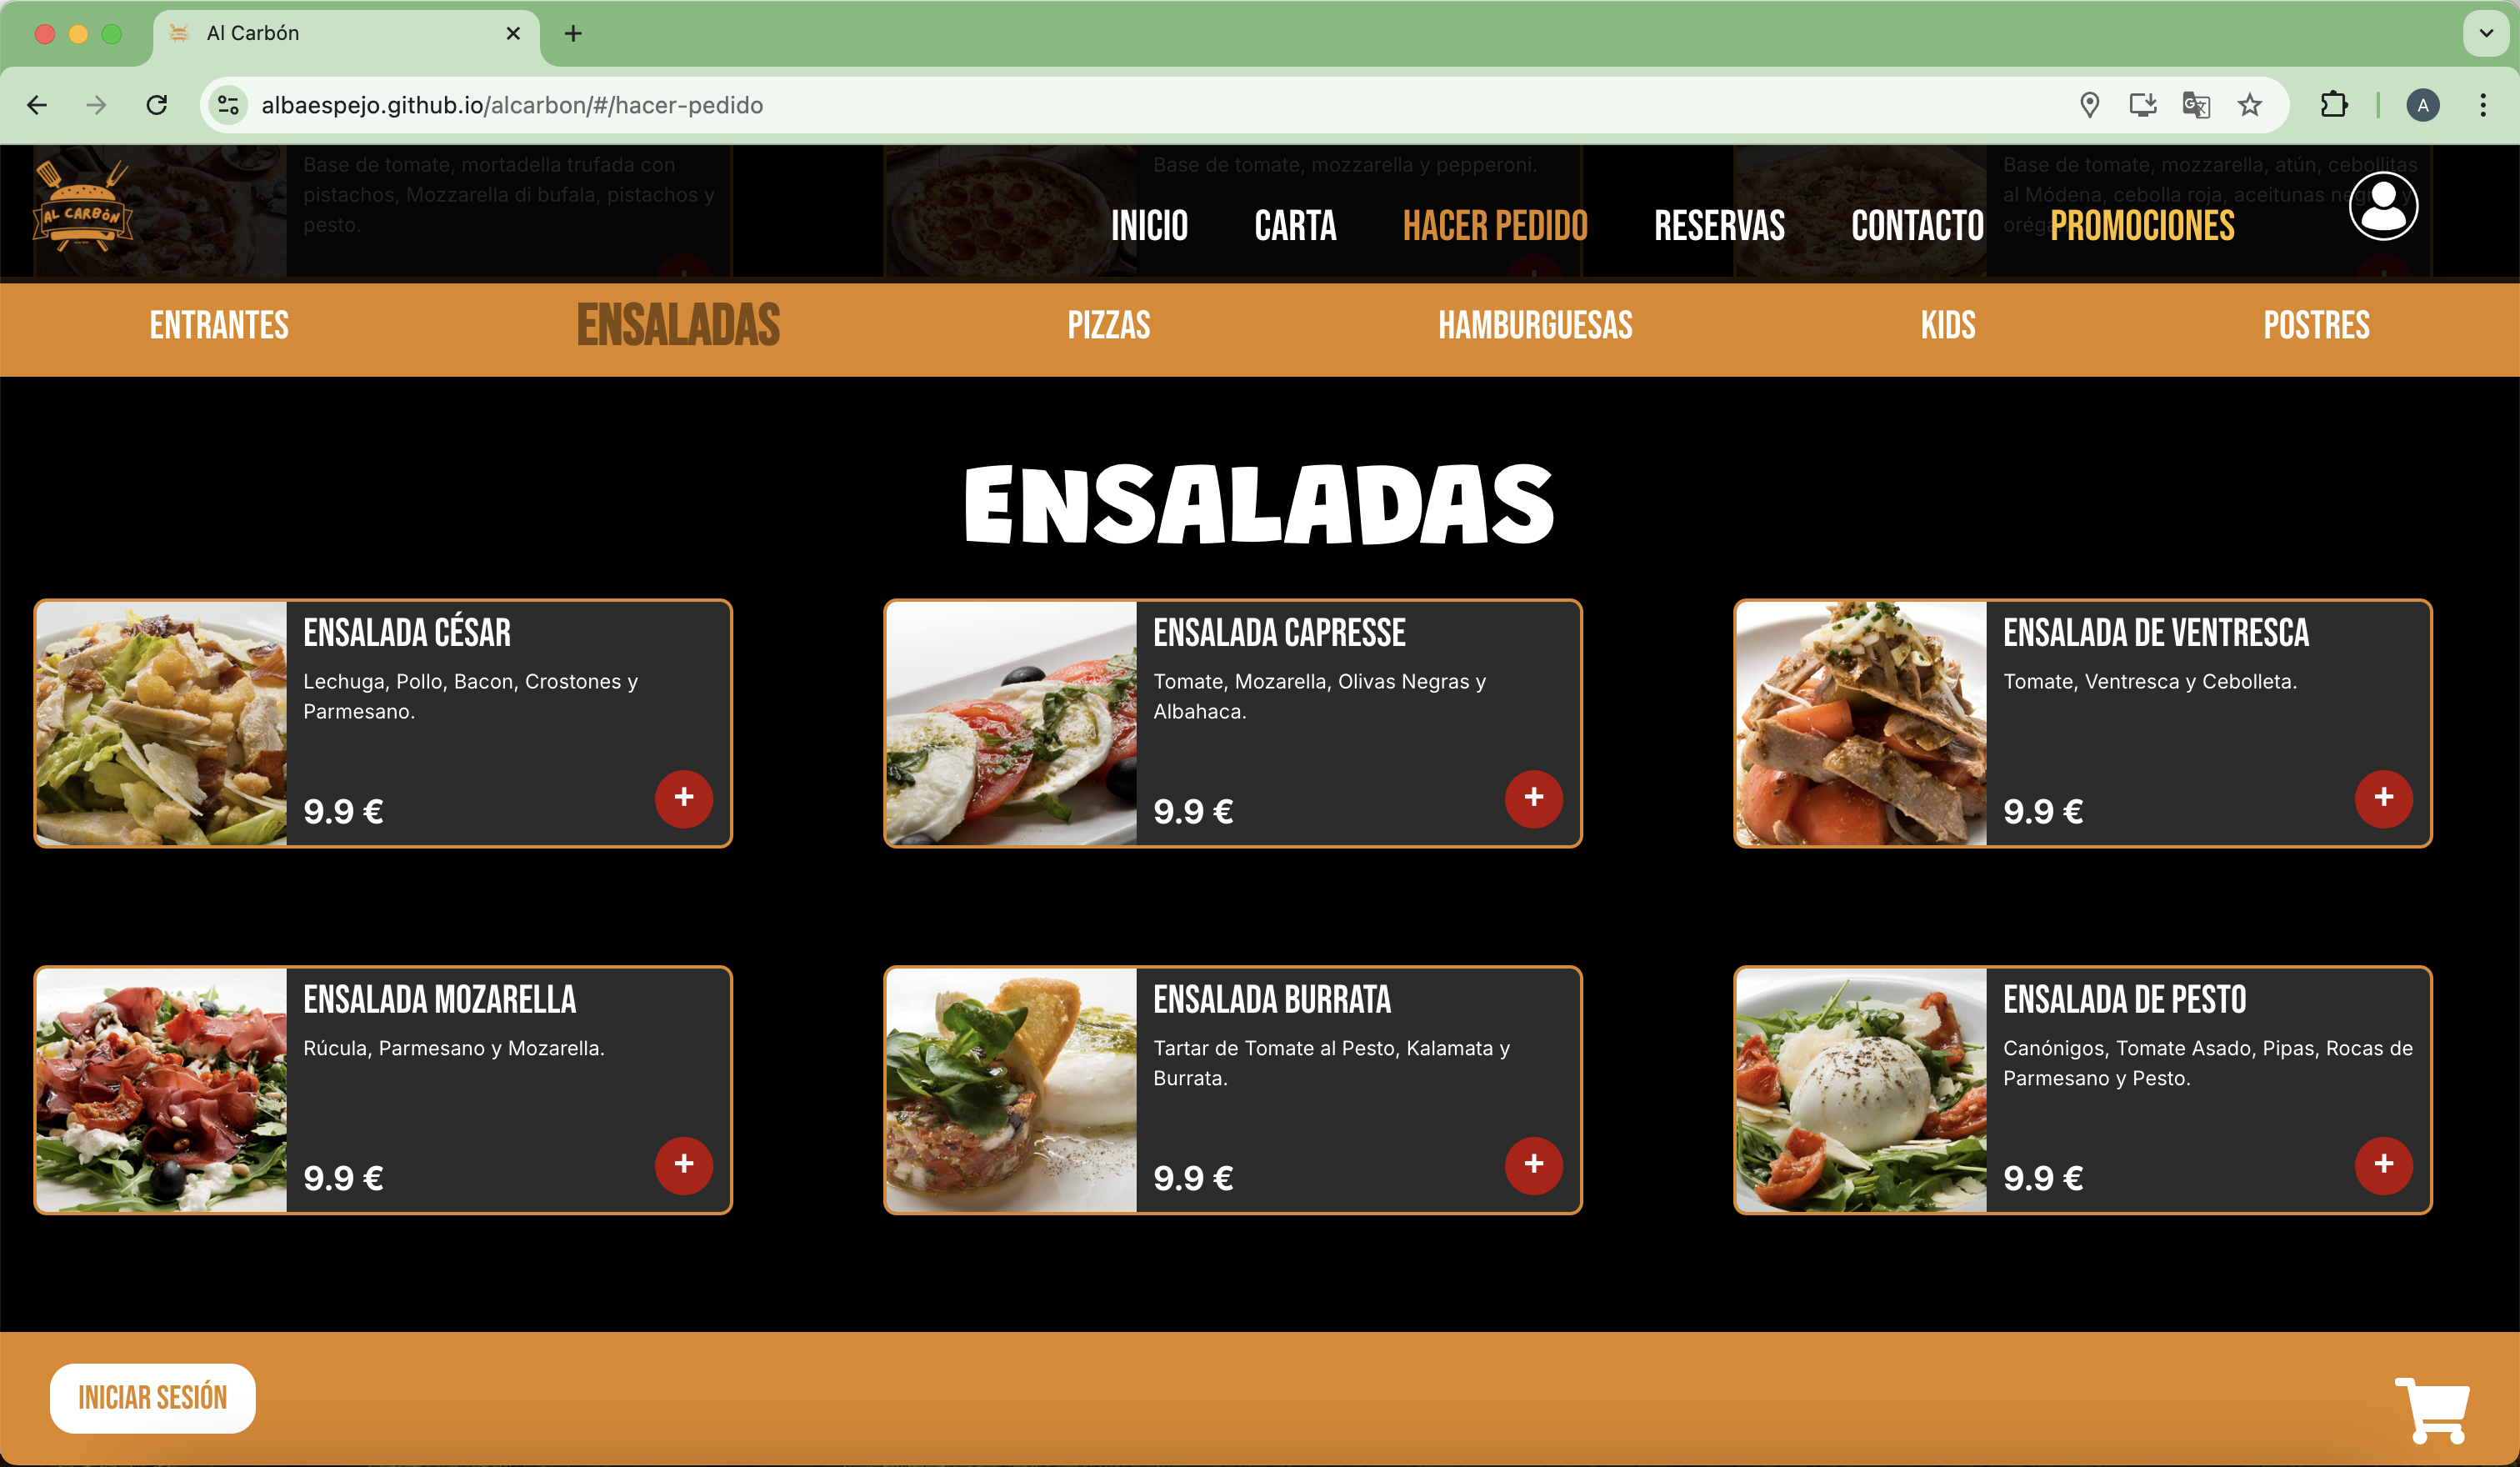 Al Carbón
albaespejo.github.io/alcarbon/#/hacer-pedido
A
Base de tomate, mortadella trufada con
pistachos, Mozzarella di bufala, pistachos y
pesto.
Base de tomate, mozzarella y pepperoni.
Base de tomate, mozzarella, atún, cebollitas
al Módena, cebolla roja, aceitunas
AL CARBÓN
INICIO
CARTA
HACER PEDIDO
RESERVAS
CONTACTO
PROMOCIONES
ENTRANTES
ENSALADAS
PIZZAS
HAMBURGUESAS
KIDS
POSTRES
ENSALADAS
ENSALADA CÉSAR
Lechuga, Pollo, Bacon, Crostones y
Parmesano.
9.9 €
+
ENSALADA CAPRESSE
Tomate, Mozarella, Olivas Negras y
Albahaca.
9.9 €
+
ENSALADA DE VENTRESCA
Tomate, Ventresca y Cebolleta.
9.9 €
+
ENSALADA MOZARELLA
Rúcula, Parmesano y Mozarella.
9.9 €
+
ENSALADA BURRATA
Tartar de Tomate al Pesto, Kalamata y
Burrata.
9.9 €
+
ENSALADA DE PESTO
Canónigos, Tomate Asado, Pipas, Rocas de
Parmesano y Pesto.
9.9 €
+
INICIAR SESIÓN